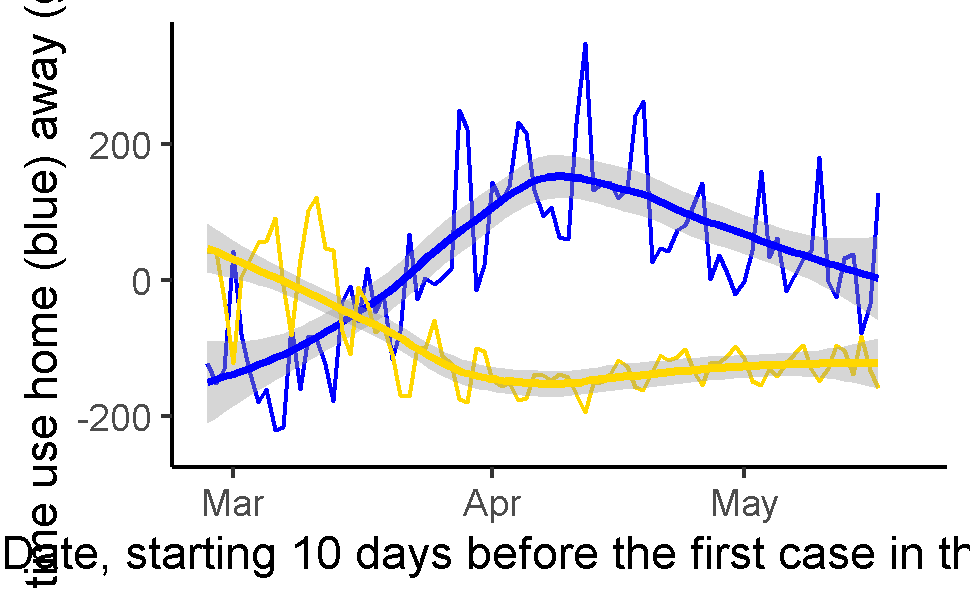 time use home (blue) away (
200
0
-200
Mar Apr May
Date, starting 10 days before the first case in th